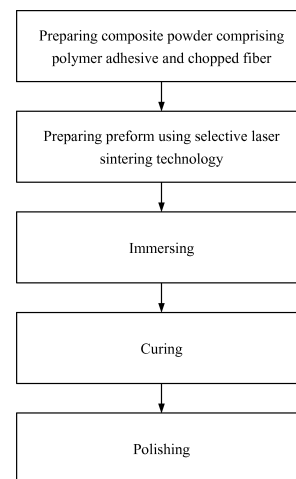 Preparing composite powder comprising
polymer adhesive and chopped fiber
Preparing preform using selective laser
sintering technology
Immersing
Curing
Polishing